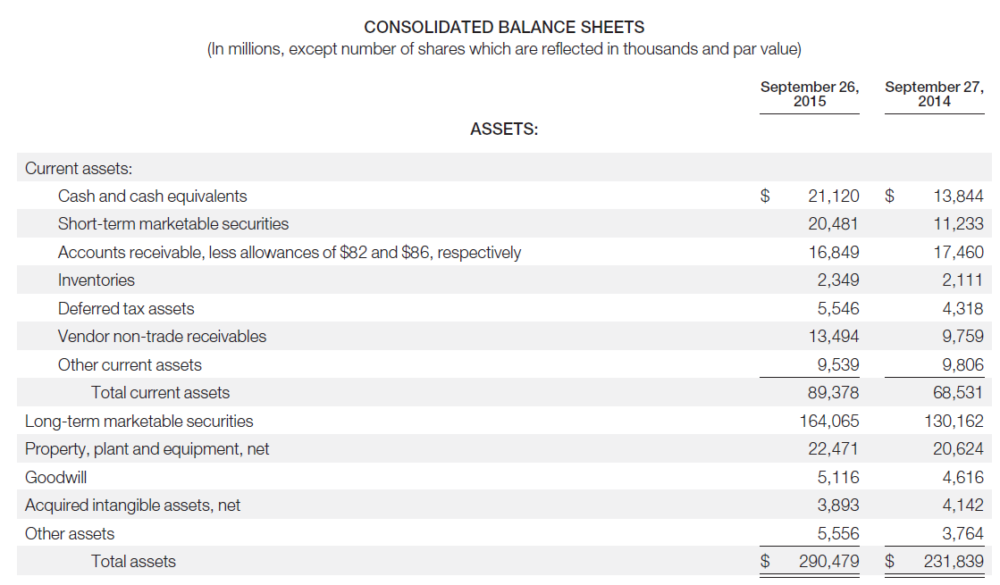 CONSOLIDATED BALANCE SHEETS
(In millions, except number of shares which are reflected in thousands and par value)
September 26, 2015 September 27, 2014
ASSETS:
Current assets:
Cash and cash equivalents $ 21,120 $ 13,844
Short-term marketable securities 20,481 11,233
Accounts receivable, less allowances of $82 and $86, respectively 16,849 17,460
Inventories 2,349 2,111
Deferred tax assets 5,546 4,318
Vendor non-trade receivables 13,494 9,759
Other current assets 9,539 9,806
Total current assets 89,378 68,531
Long-term marketable securities 164,065 130,162
Property, plant and equipment, net 22,471 20,624
Goodwill 5,116 4,616
Acquired intangible assets, net 3,893 4,142
Other assets 5,556 3,764
Total assets $ 290,479 $ 231,839